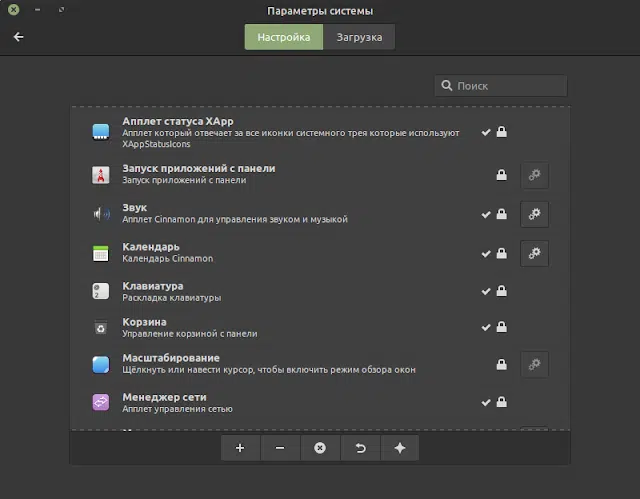 Параметры системы
Настройка
Загрузка
Поиск
Апплет статуса XApp
Апплет который отвечает за все иконки системного трея которые используют
XAppStatusIcons
Запуск приложений с панели
Запуск приложений с панели
Звук
Апплет Cinnamon для управления звуком и музыкой
Календарь
Календарь Cinnamon
Клавиатура
Раскладка клавиатуры
Корзина
Управление корзиной с панели
Масштабирование
Щёлкнуть или навести курсор, чтобы включить режим обзора окон
Менеджер сети
Апплет управления сетью